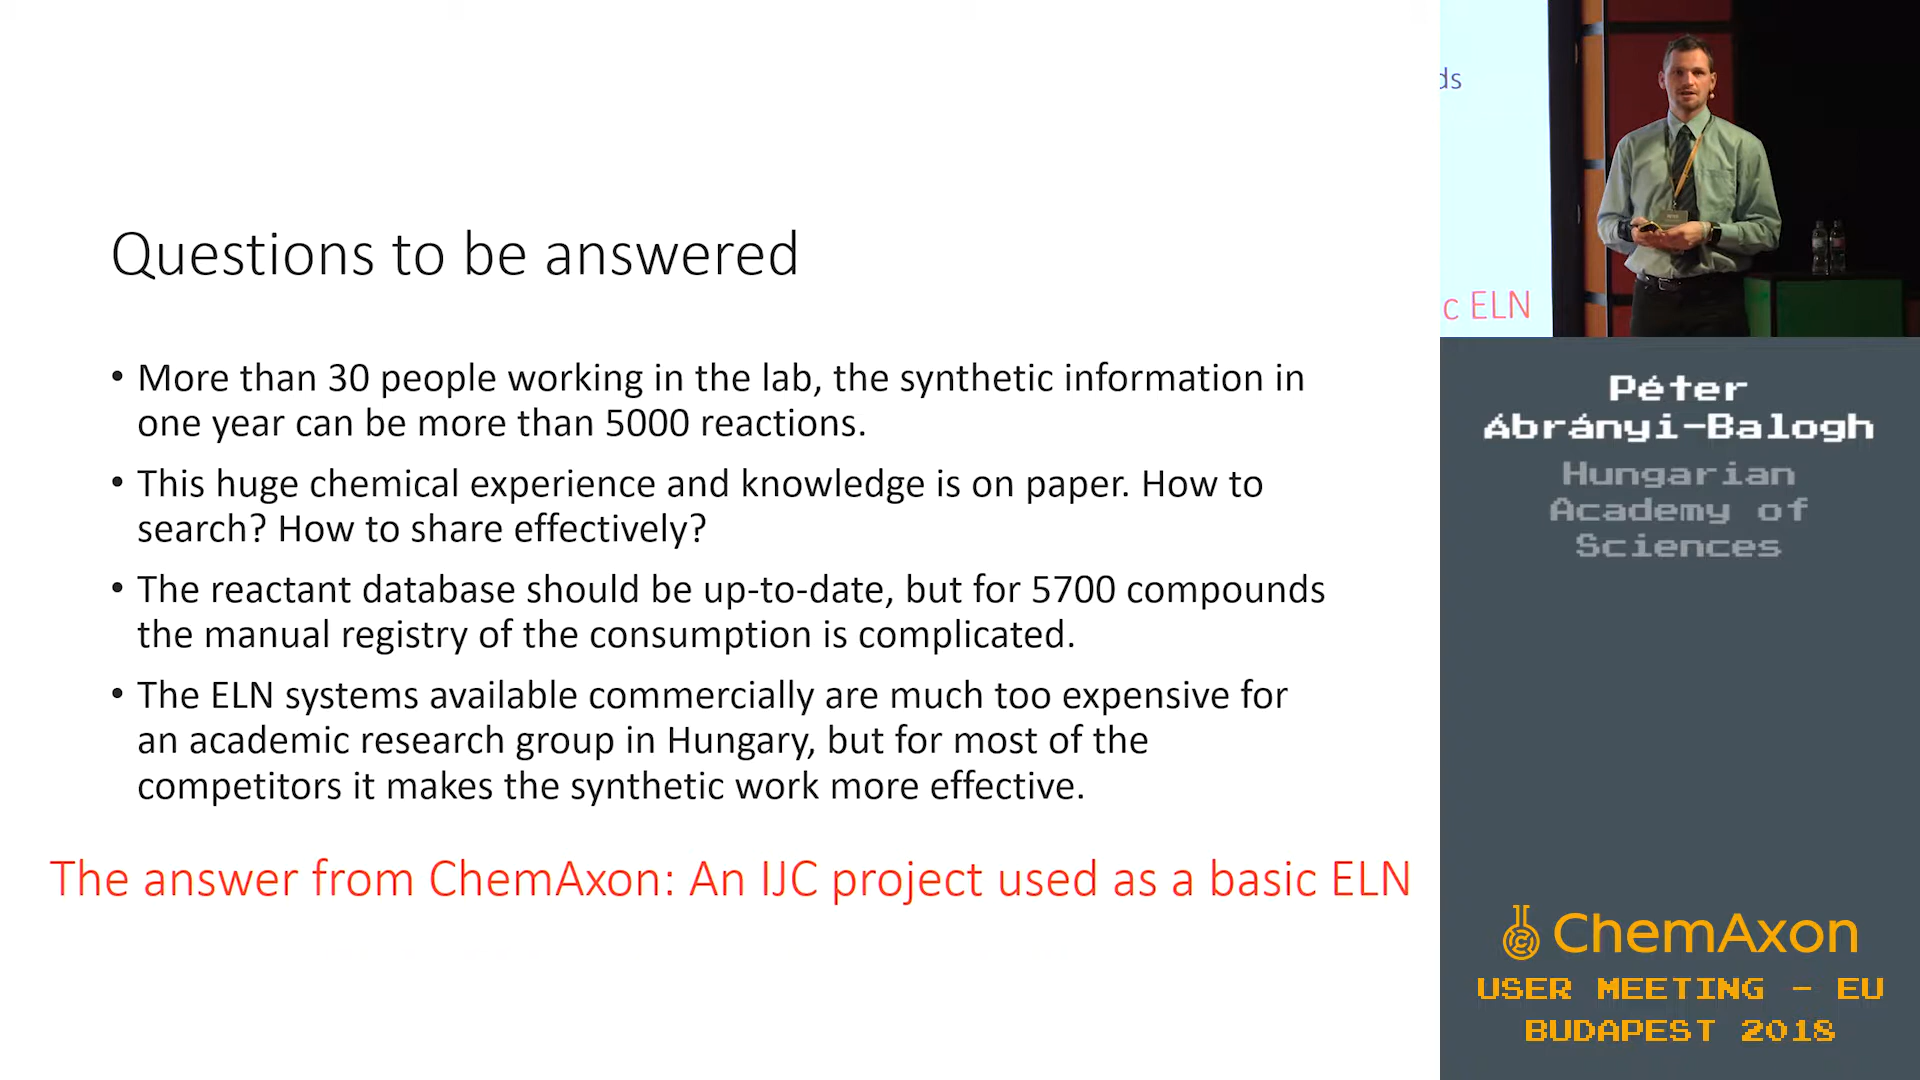 Questions to be answered
• More than 30 people working in the lab, the synthetic information in
one year can be more than 5000 reactions.
• This huge chemical experience and knowledge is on paper. How to
search? How to share effectively?
• The reactant database should be up-to-date, but for 5700 compounds
the manual registry of the consumption is complicated.
• The ELN systems available commercially are much too expensive for
an academic research group in Hungary, but for most of the
competitors it makes the synthetic work more effective.
The answer from ChemAxon: An IJC project used as a basic ELN
ds
c ELN
Péter
Ábrányi-Balogh
Hungarian
Academy of
Sciences
ChemAxon
USER MEETING - EU
BUDAPEST 2018